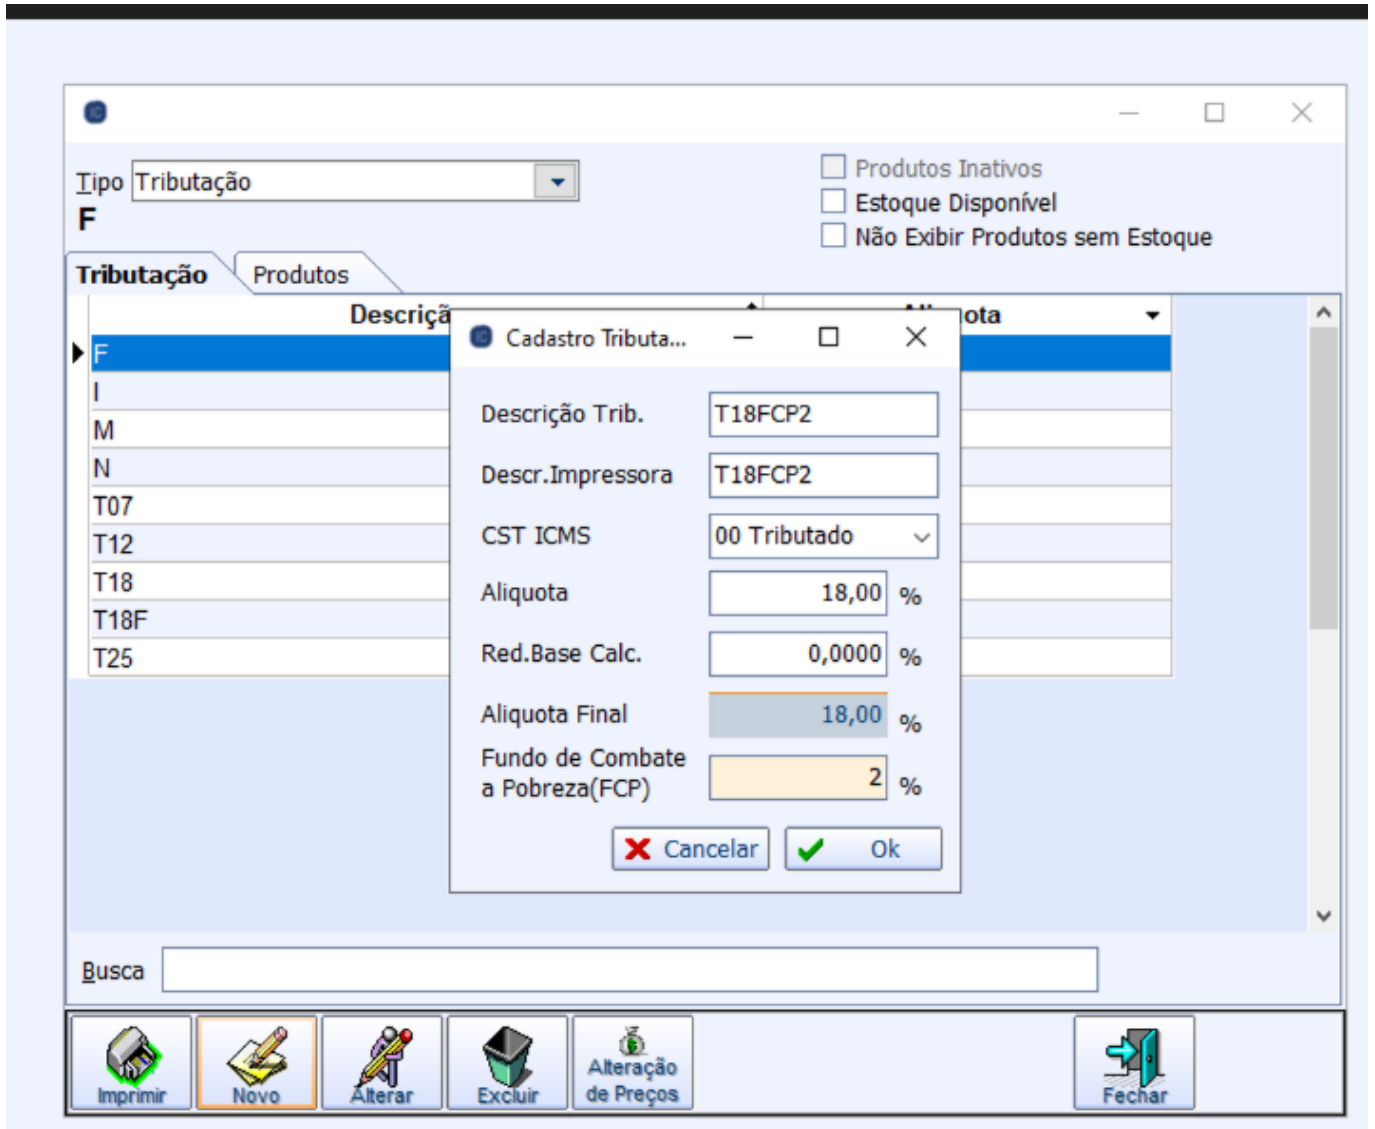 Tipo Tributação
F
Produtos Inativos
Estoque Disponível
Não Exibir Produtos sem Estoque
Tributação Produtos
F
I
M
N
T07
T12
T18
T18F
T25
Cadastro Tributa...
Descrição Trib. T18FCP2
Descr.Impressora T18FCP2
CST ICMS 00 Tributado
Aliquota 18,00 %
Red.Base Calc. 0,0000 %
Aliquota Final 18,00 %
Fundo de Combate
a Pobreza(FCP) 2 %
Cancelar Ok
Busca
Imprimir Novo Alterar Excluir
Alteração
de Preços
Fechar